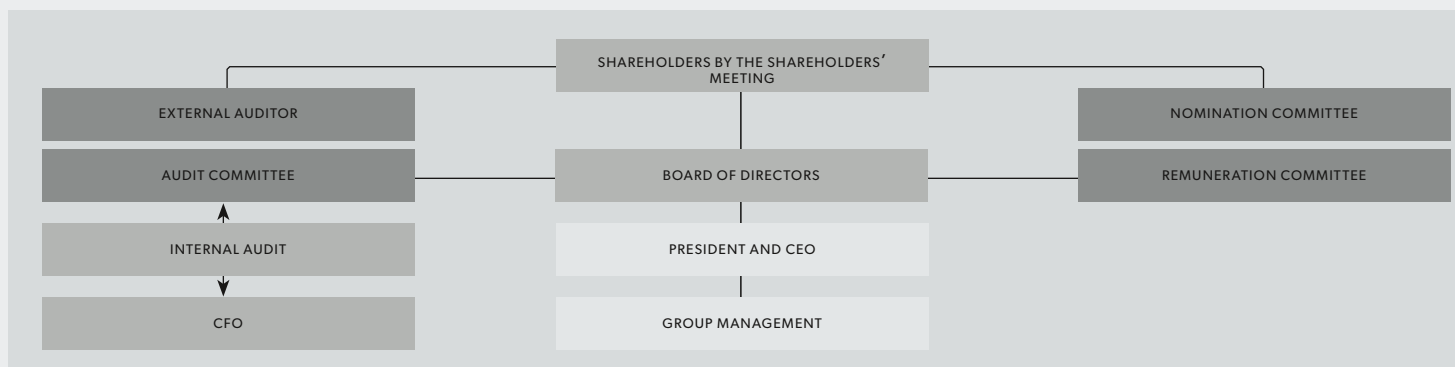 SHAREHOLDERS BY THE SHAREHOLDERS’
MEETING
EXTERNAL AUDITOR
NOMINATION COMMITTEE
AUDIT COMMITTEE
BOARD OF DIRECTORS
REMUNERATION COMMITTEE
INTERNAL AUDIT
PRESIDENT AND CEO
CFO
GROUP MANAGEMENT